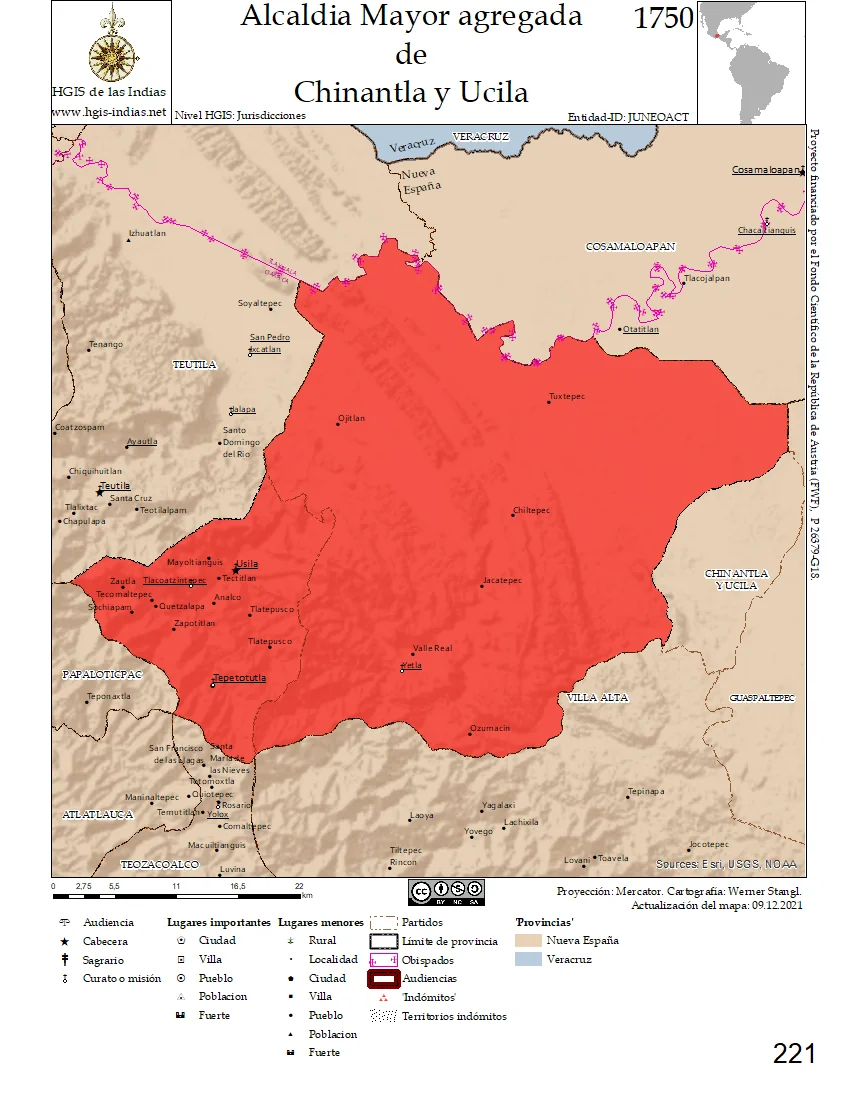 Alcaldia Mayor agregada
de
Chinantla y Ucila
1750
HGIS de las Indias
www.hgis-indias.net
Nivel HGIS: Jurisdicciones
Entidad-ID: JUNEOACT
Veracruz
VERACRUZ
Nueva
España
Cosamaloapan
Chacaltianguis
COSAMALOAPAN
Tlacojalpan
Otatitlan
Izhuatlan
TLAXCALA
OAXACA
Soyaltepec
San Pedro
Ixcatlan
Tenango
TEUTILA
Jalapa
Santo
Domingo
del Rio
Coatzospam
Ayautla
Chiquihuitlan
Teutila
Santa Cruz
Tlalixtac
Teotilalpam
Chapulapa
Ojitlan
Tuxtepec
Chiltepec
Mayoltianguis
Usila
Zautla
Tlacoatzintepec
Tectitlan
Tecomaltepec
Analco
Sochiapam
Quetzalapa
Tlatepusco
Zapotitlan
Tlatepusco
Jacatepec
CHINANTLA
Y UCILA
Valle Real
Yetla
PAPALOTICPAC
Tepetotutla
Teponaxtla
VILLA ALTA
GUASPALTEPEC
Ozumacin
San Francisco
de las Llagas
Santa
Maria de
las Nieves
Totomoxtla
Maninaltepec
Quiotepec
Rosario
ATLATLAUCA
Temutitlan
Yolox
Comaltepec
Macuiltianguis
TEOZACOALCO
Luvina
Tepinapa
Yagalaxi
Laoya
Lachixila
Yovego
Tiltepec
Rincon
Jocotepec
Lovani
Toavela
Sources: Esri, USGS, NOAA
Proyecto financiado por el Fondo Científico de la República de Austria (FWF), P 26379-G18.
0 2,75 5,5 11 16,5 22
km
CC BY NC SA
Proyección: Mercator. Cartografía: Werner Stangl.
Actualización del mapa: 09.12.2021
Audiencia
Cabecera
Sagrario
Curato o misión
Lugares importantes
Ciudad
Villa
Pueblo
Poblacion
Fuerte
Lugares menores
Rural
Localidad
Ciudad
Villa
Pueblo
Poblacion
Fuerte
Partidos
Límite de provincia
Obispados
Audiencias
'Indómitos'
Territorios indómitos
'Provincias'
Nueva España
Veracruz
221